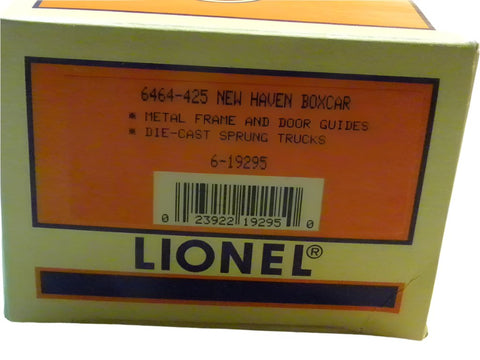 6464-425 NEW HAVEN BOXCAR
* METAL FRAME AND DOOR GUIDES
* DIE-CAST SPRUNG TRUCKS
6-19295
0 23922 19295 0
LIONEL®